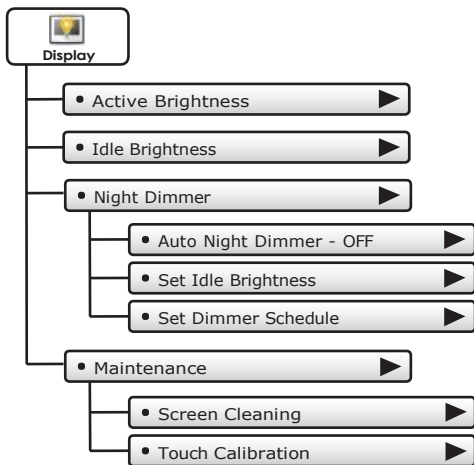 Display
• Active Brightness
• Idle Brightness
• Night Dimmer
• Auto Night Dimmer - OFF
• Set Idle Brightness
• Set Dimmer Schedule
• Maintenance
• Screen Cleaning
• Touch Calibration